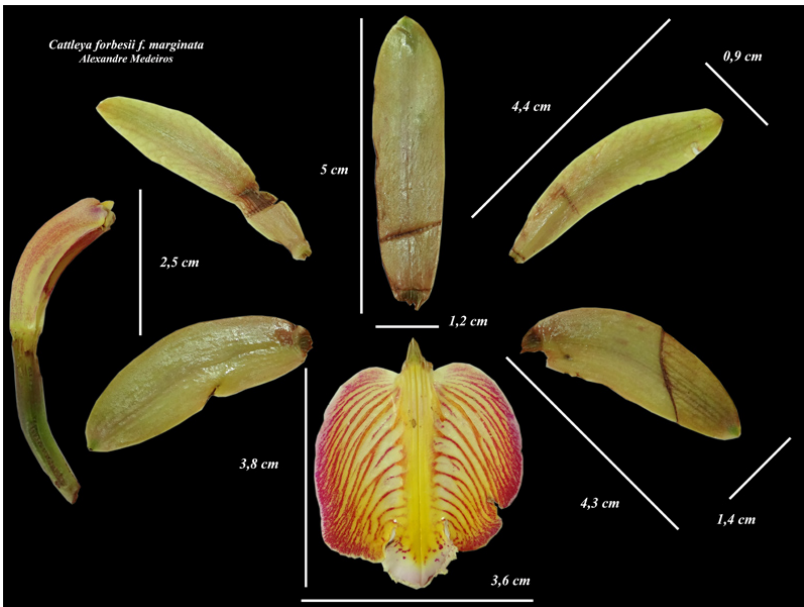 Cattleya forbesii f. marginata
Alexandre Medeiros
0,9 cm
4,4 cm
5 cm
2,5 cm
1,2 cm
3,8 cm
4,3 cm
1,4 cm
3,6 cm